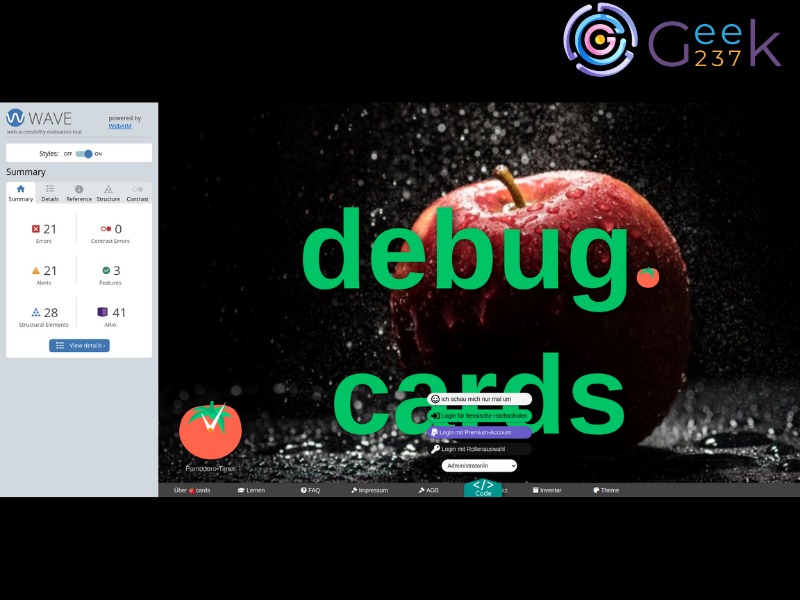 Geek
237
WAVE
powered by
WebAIM
web accessibility evaluation tool
Styles: OFF ON
Summary
Summary Details Reference Structure Contrast
21 0
Errors Contrast Errors
21 3
Alerts Features
28 41
Structural Elements ARIA
View details ›
debug.
cards
Ich schau mich nur mal um
Login für hessische Hochschulen
Login mit Premium-Account
Login mit Rollenauswahl
Administrator/in
Pomodoro-Timer
Über cards Lernen FAQ Impressum AGB </> Code Inventar Theme